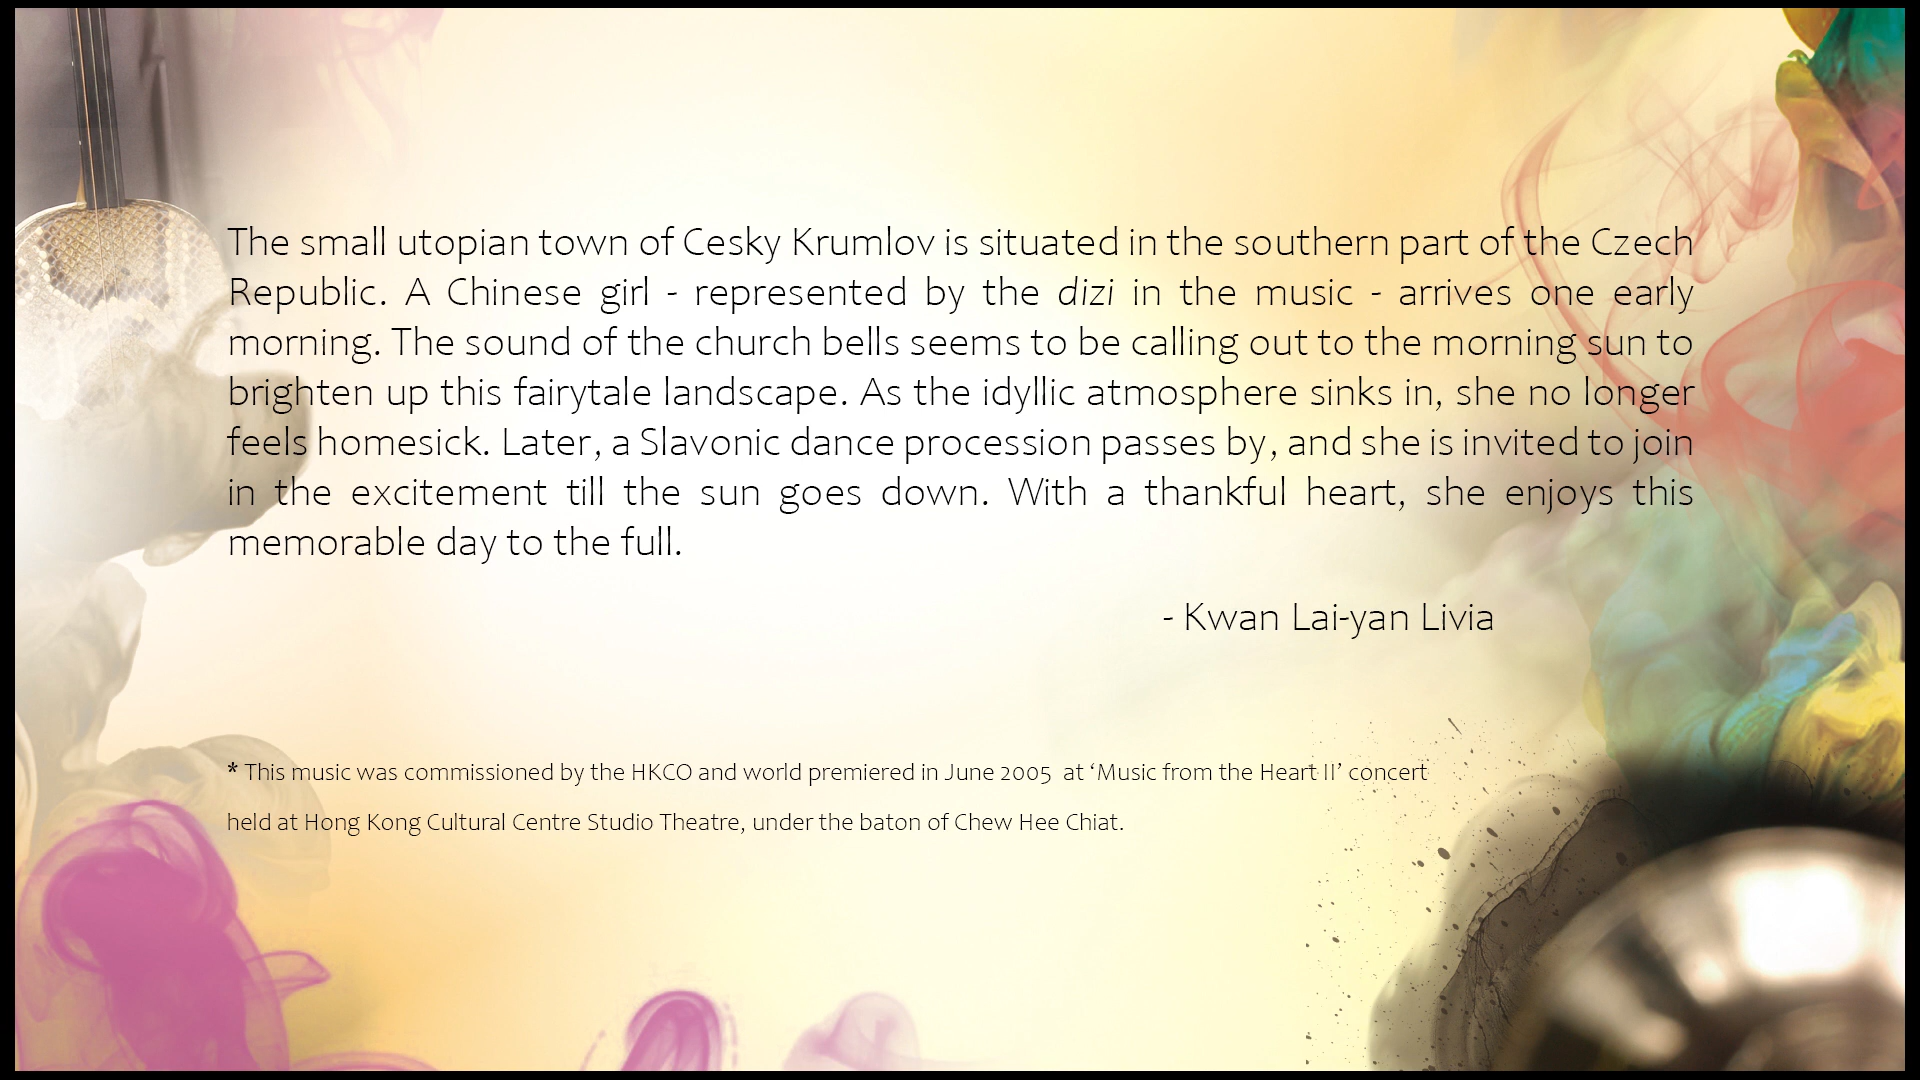 The small utopian town of Cesky Krumlov is situated in the southern part of the Czech
Republic. A Chinese girl - represented by the dizi in the music - arrives one early
morning. The sound of the church bells seems to be calling out to the morning sun to
brighten up this fairytale landscape. As the idyllic atmosphere sinks in, she no longer
feels homesick. Later, a Slavonic dance procession passes by, and she is invited to join
in the excitement till the sun goes down. With a thankful heart, she enjoys this
memorable day to the full.
- Kwan Lai-yan Livia
* This music was commissioned by the HKCO and world premiered in June 2005 at ‘Music from the Heart II’ concert
held at Hong Kong Cultural Centre Studio Theatre, under the baton of Chew Hee Chiat.